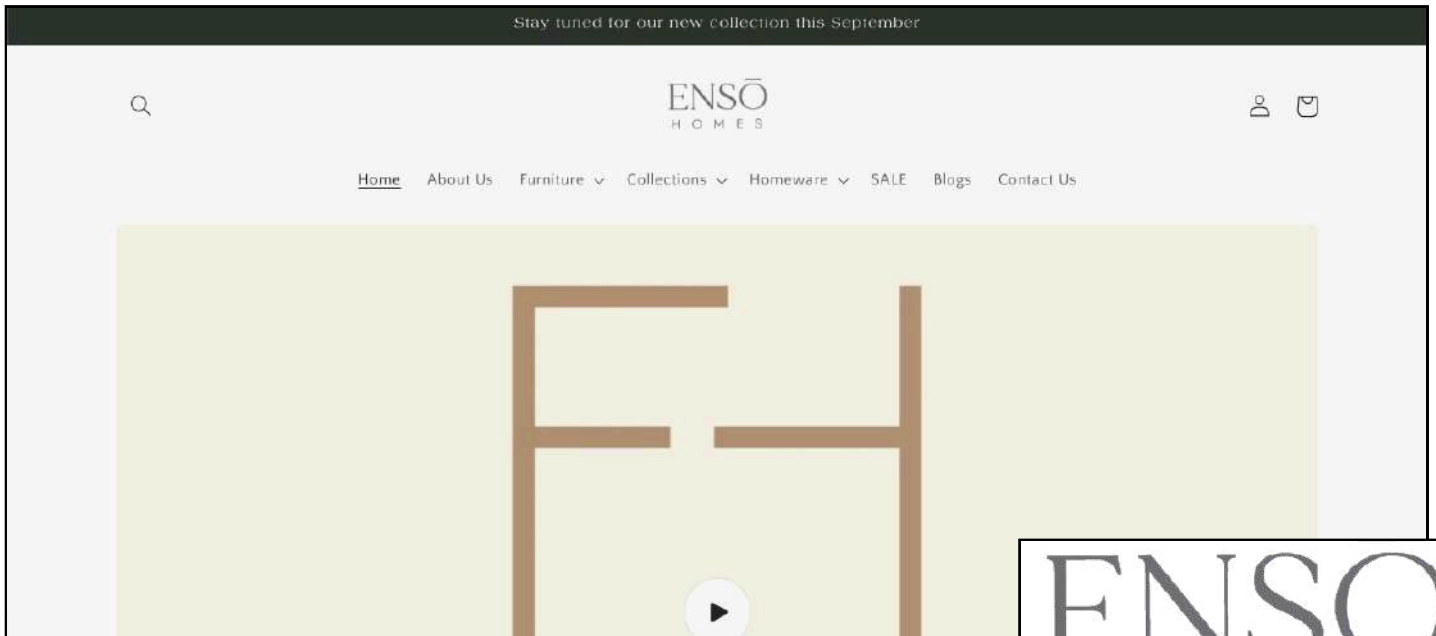 Stay tuned for our new collection this September
ENSŌ
HOMES
Home About Us Furniture Collections Homeware SALE Blogs Contact Us
ENSO